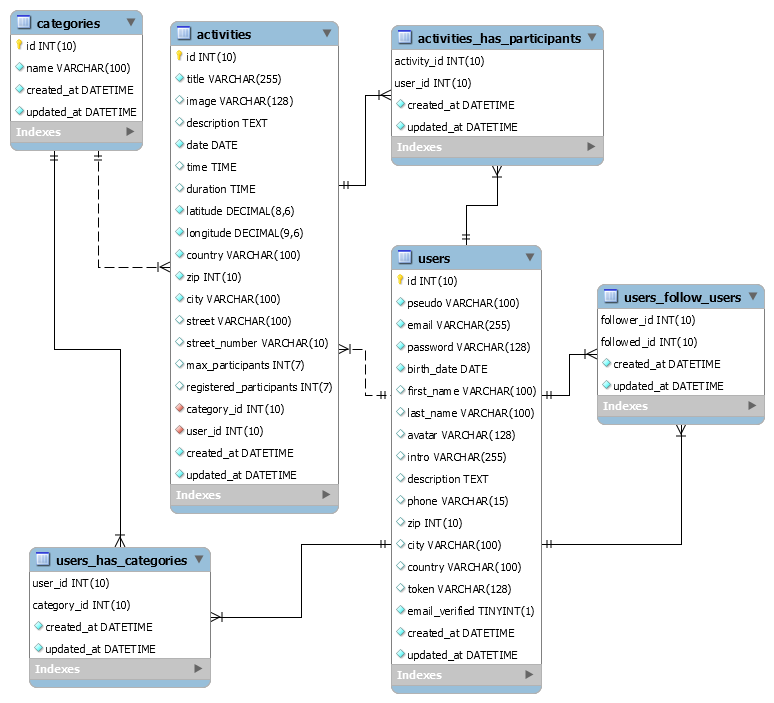 categories
id INT(10)
name VARCHAR(100)
created_at DATETIME
updated_at DATETIME
Indexes
activities
id INT(10)
title VARCHAR(255)
image VARCHAR(128)
description TEXT
date DATE
time TIME
duration TIME
latitude DECIMAL(8,6)
longitude DECIMAL(9,6)
country VARCHAR(100)
zip INT(10)
city VARCHAR(100)
street VARCHAR(100)
street_number VARCHAR(10)
max_participants INT(7)
registered_participants INT(7)
category_id INT(10)
user_id INT(10)
created_at DATETIME
updated_at DATETIME
Indexes
activities_has_participants
activity_id INT(10)
user_id INT(10)
created_at DATETIME
updated_at DATETIME
Indexes
users
id INT(10)
pseudo VARCHAR(100)
email VARCHAR(255)
password VARCHAR(128)
birth_date DATE
first_name VARCHAR(100)
last_name VARCHAR(100)
avatar VARCHAR(128)
intro VARCHAR(255)
description TEXT
phone VARCHAR(15)
zip INT(10)
city VARCHAR(100)
country VARCHAR(100)
token VARCHAR(128)
email_verified TINYINT(1)
created_at DATETIME
updated_at DATETIME
Indexes
users_follow_users
follower_id INT(10)
followed_id INT(10)
created_at DATETIME
updated_at DATETIME
Indexes
users_has_categories
user_id INT(10)
category_id INT(10)
created_at DATETIME
updated_at DATETIME
Indexes